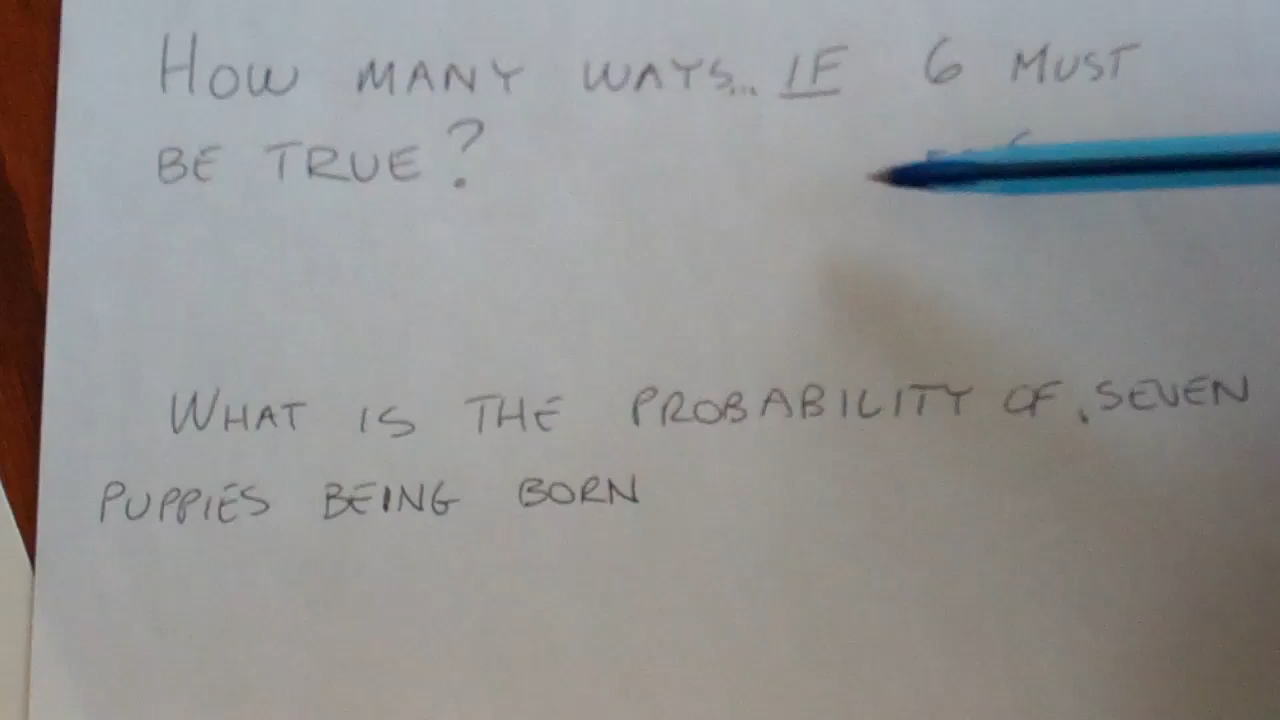 How MANY WAYS... IF 6 MUST
BE TRUE?
WHAT IS THE PROBABILITY OF SEVEN
PUPPIES BEING BORN